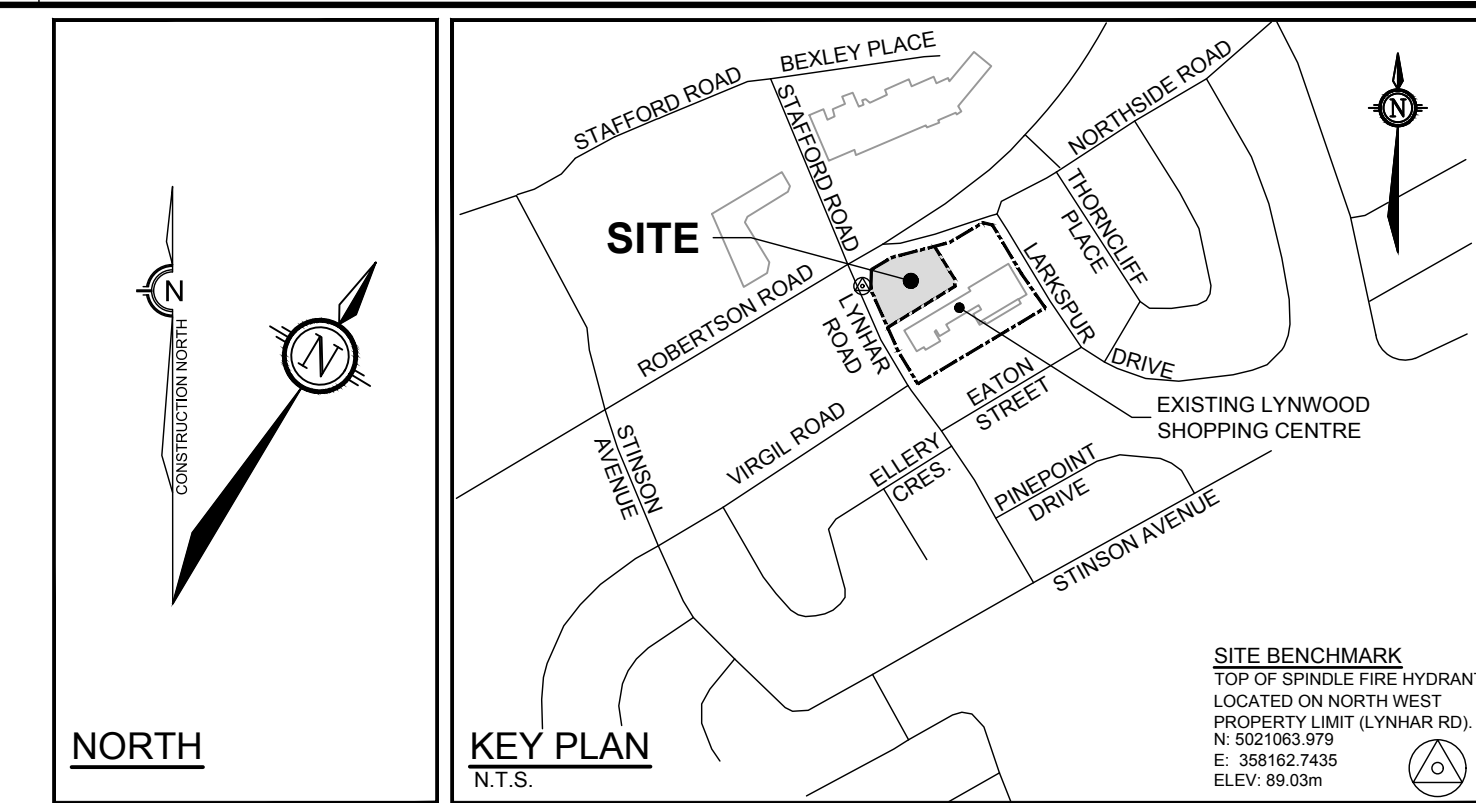 N
CONSTRUCTION NORTH
N
NORTH
BEXLEY PLACE
STAFFORD ROAD
STAFFORD ROAD
NORTHSIDE ROAD
N
THORNCLIFF
PLACE
SITE
LARKSPUR
DRIVE
ROBERTSON ROAD
LYNHAR
ROAD
EATON
STREET
EXISTING LYNWOOD
SHOPPING CENTRE
STINSON
AVENUE
VIRGIL ROAD
ELLERY
CRES.
PINEPOINT
DRIVE
STINSON AVENUE
KEY PLAN
N.T.S.
SITE BENCHMARK
TOP OF SPINDLE FIRE HYDRANT
LOCATED ON NORTH WEST
PROPERTY LIMIT (LYNHAR RD).
N: 5021063.979
E: 358162.7435
ELEV: 89.03m